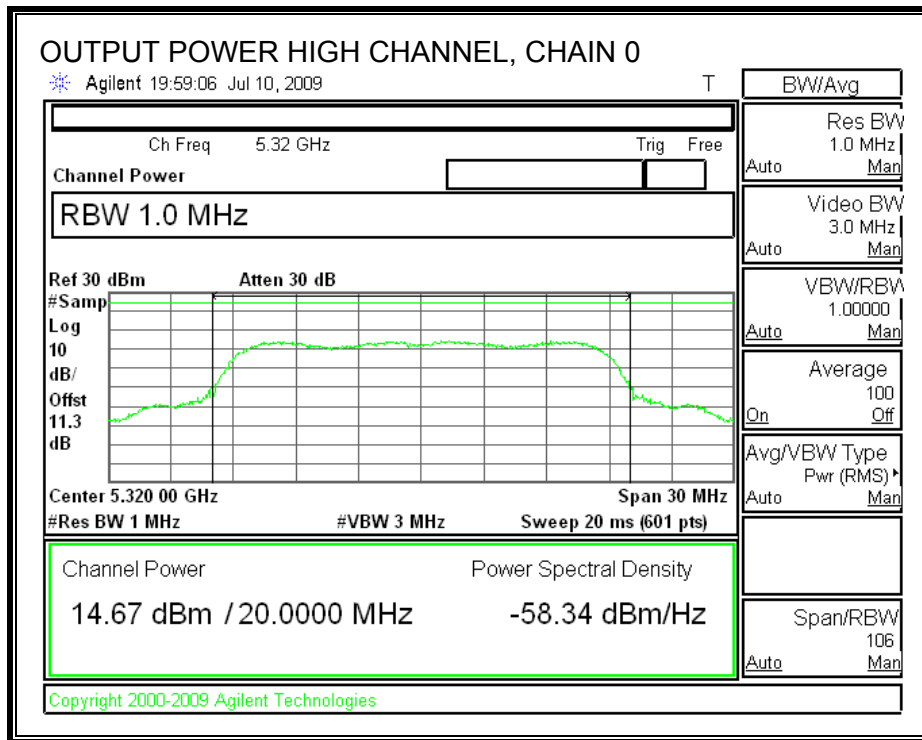 OUTPUT POWER HIGH CHANNEL, CHAIN 0
Agilent 19:59:06 Jul 10, 2009
T
BW/Avg
Ch Freq 5.32 GHz Trig Free
Channel Power
RBW 1.0 MHz
Ref 30 dBm Atten 30 dB
#Samp
Log
10
dB/
Offst
11.3
dB
Center 5.320 00 GHz Span 30 MHz
#Res BW 1 MHz #VBW 3 MHz Sweep 20 ms (601 pts)
Channel Power Power Spectral Density
14.67 dBm / 20.0000 MHz -58.34 dBm/Hz
Copyright 2000-2009 Agilent Technologies
Res BW
1.0 MHz
Auto Man
Video BW
3.0 MHz
Auto Man
VBW/RBW
1.00000
Auto Man
Average
100
On Off
Avg/VBW Type
Pwr (RMS)
Auto Man
Span/RBW
106
Auto Man